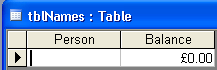 tblNames : Table
Person Balance
£0.00